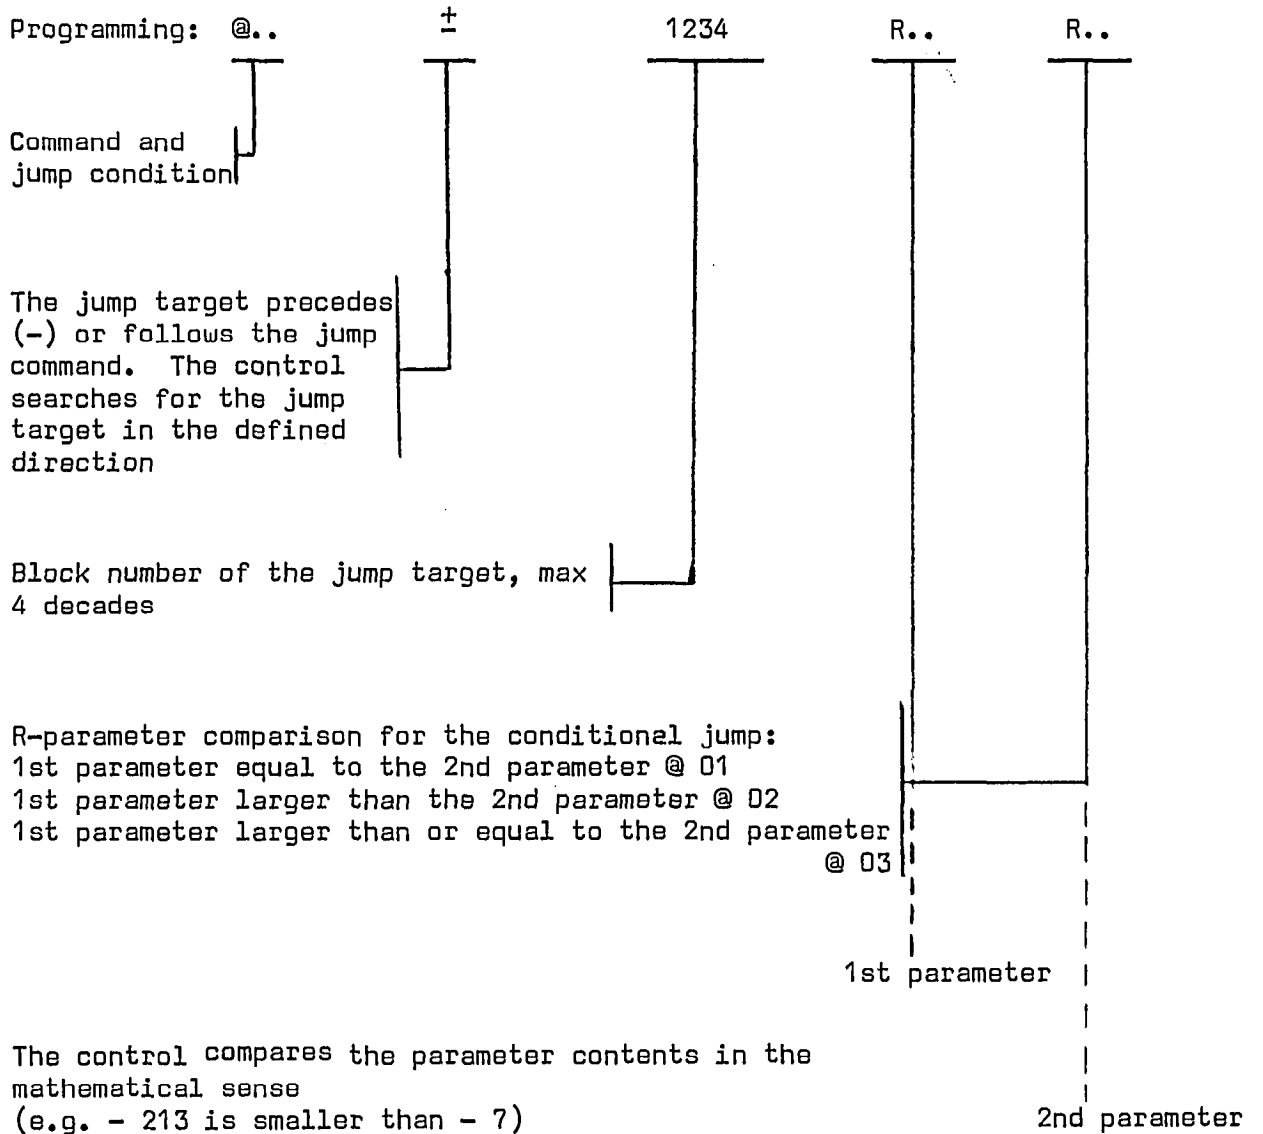 Programming: @.. ± 1234 R.. R..
Command and
jump condition
The jump target precedes
(-) or follows the jump
command. The control
searches for the jump
target in the defined
direction
Block number of the jump target, max
4 decades
R-parameter comparison for the conditional jump:
1st parameter equal to the 2nd parameter @ 01
1st parameter larger than the 2nd parameter @ 02
1st parameter larger than or equal to the 2nd parameter
@ 03
1st parameter
The control compares the parameter contents in the
mathematical sense
(e.g. - 213 is smaller than - 7)
2nd parameter